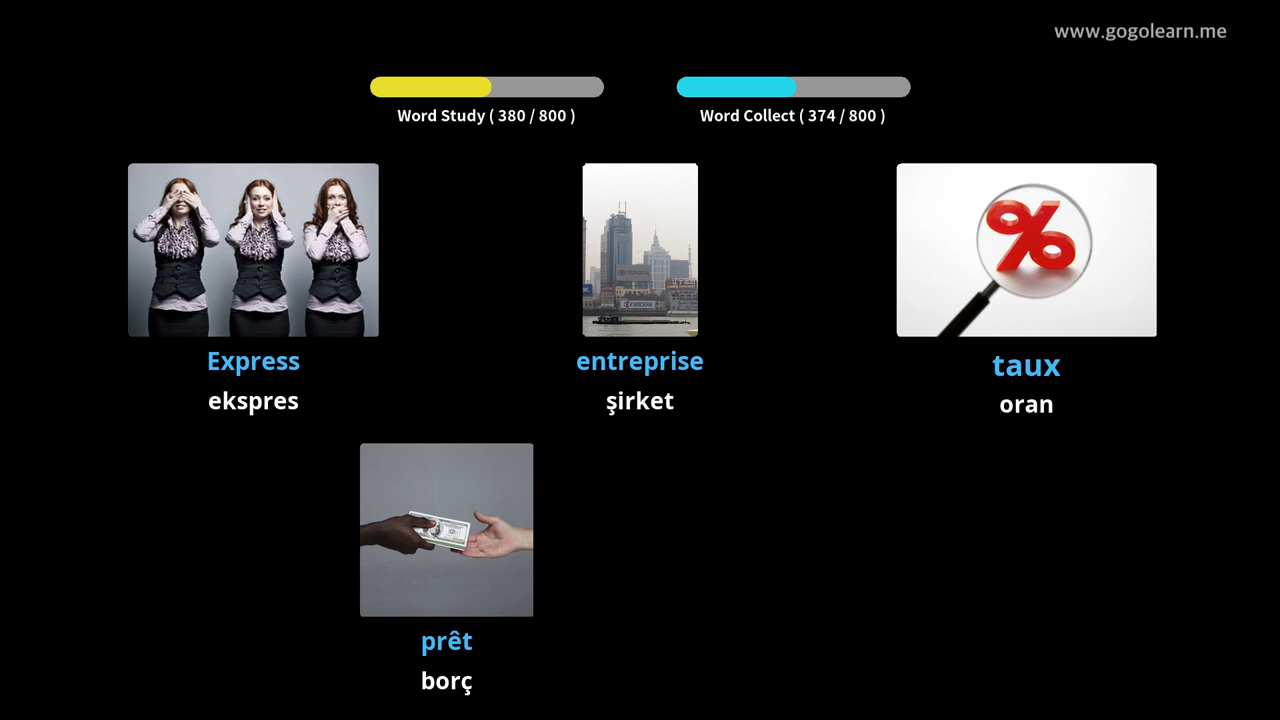 www.gogolearn.me
Word Study ( 380 / 800 )
Word Collect ( 374 / 800 )
TOYOTA
Express
ekspres
entreprise
şirket
%
taux
oran
prêt
borç